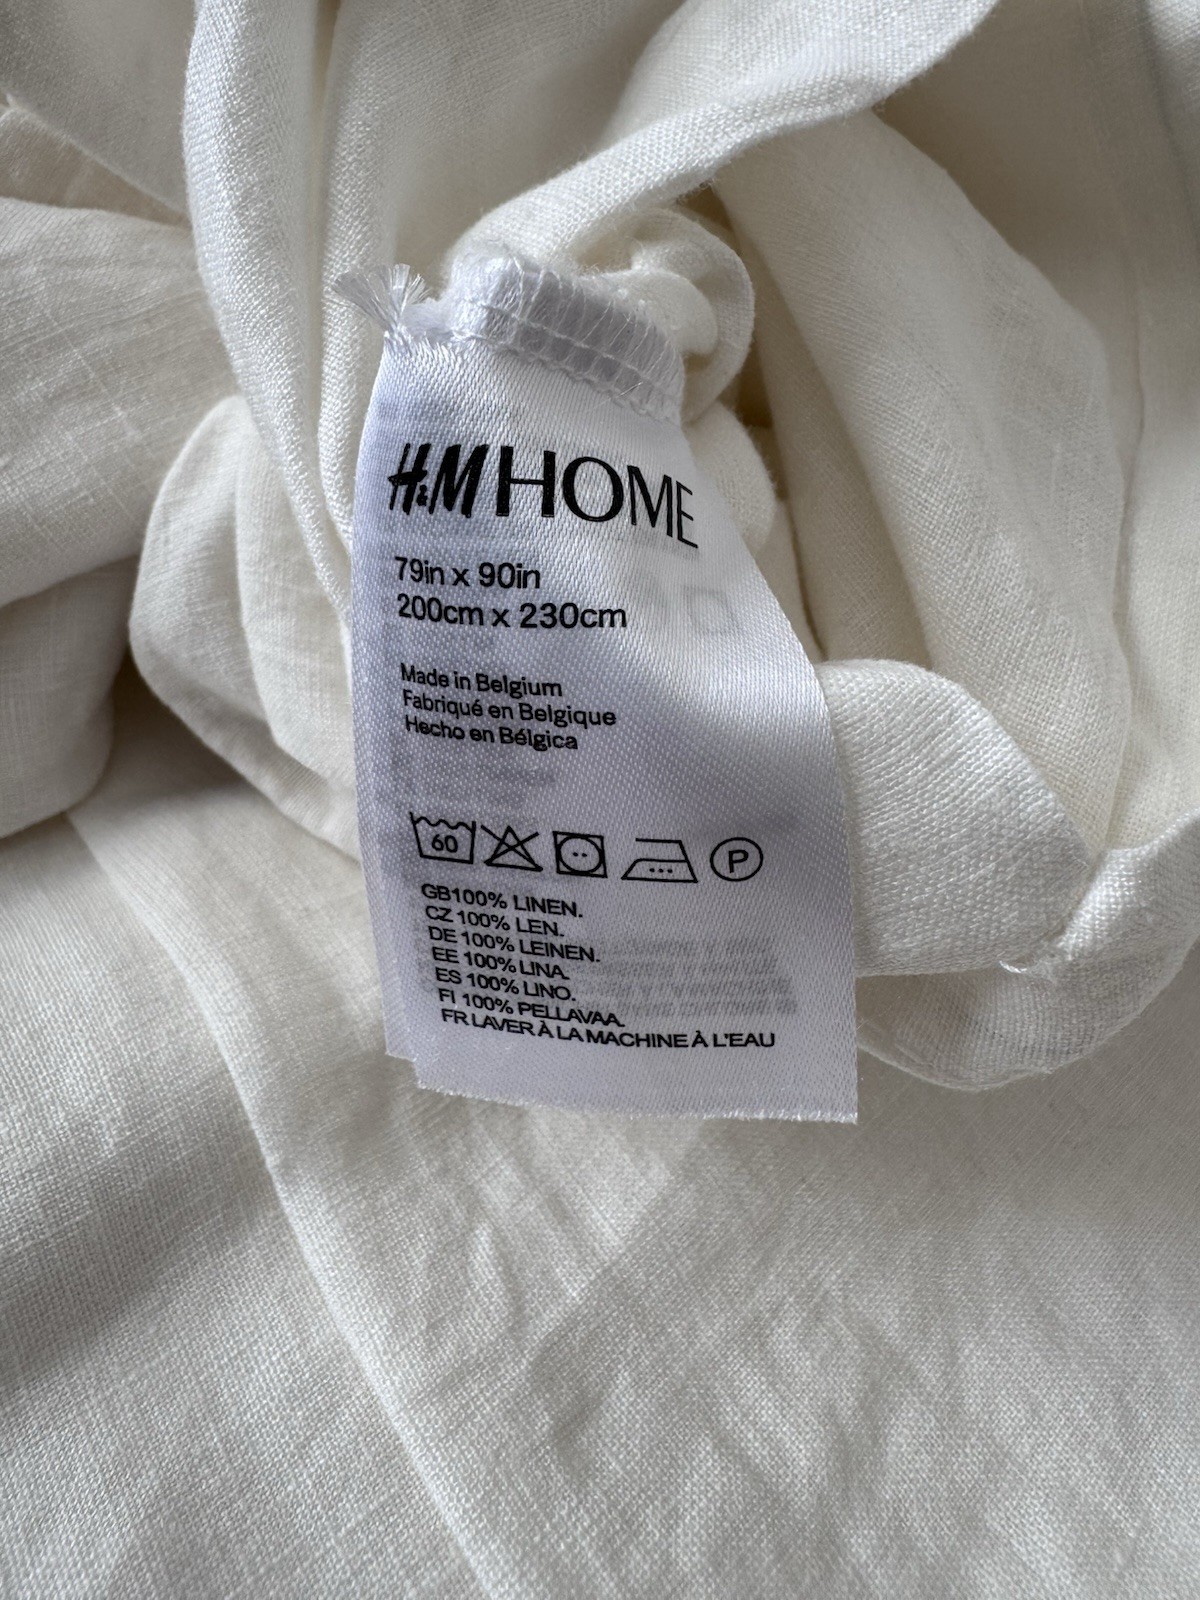 H&M HOME
79in x 90in
200cm x 230cm
Made in Belgium
Fabriqué en Belgique
Hecho en Bélgica
60 P
GB100% LINEN.
CZ 100% LEN.
DE 100% LEINEN.
EE 100% LINA.
ES 100% LINO.
FI 100% PELLAVAA.
FR LAVER À LA MACHINE À L'EAU